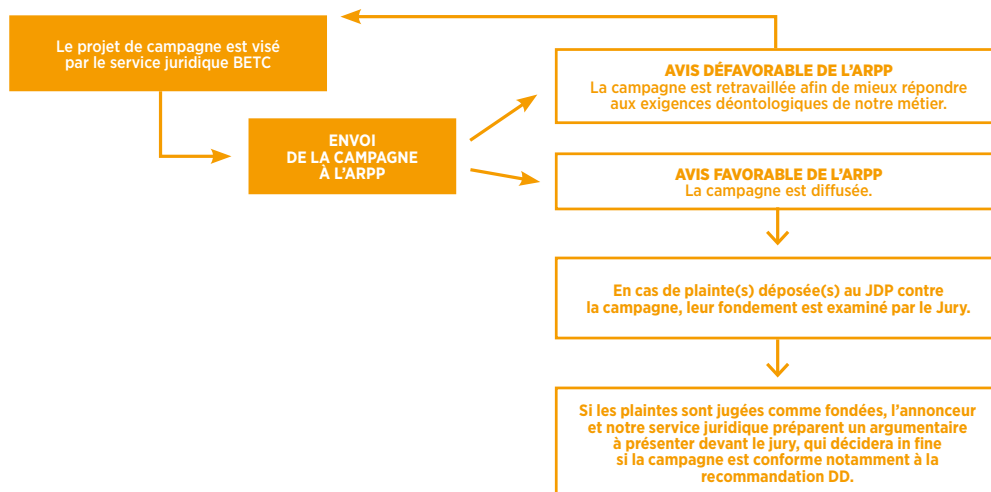 Le projet de campagne est visé
par le service juridique BETC
ENVOI
DE LA CAMPAGNE
À L'ARPP
AVIS DÉFAVORABLE DE L'ARPP
La campagne est retravaillée afin de mieux répondre
aux exigences déontologiques de notre métier.
AVIS FAVORABLE DE L'ARPP
La campagne est diffusée.
En cas de plainte(s) déposée(s) au JDP contre
la campagne, leur fondement est examiné par le Jury.
Si les plaintes sont jugées comme fondées, l'annonceur
et notre service juridique préparent un argumentaire
à présenter devant le jury, qui décidera in fine
si la campagne est conforme notamment à la
recommandation DD.